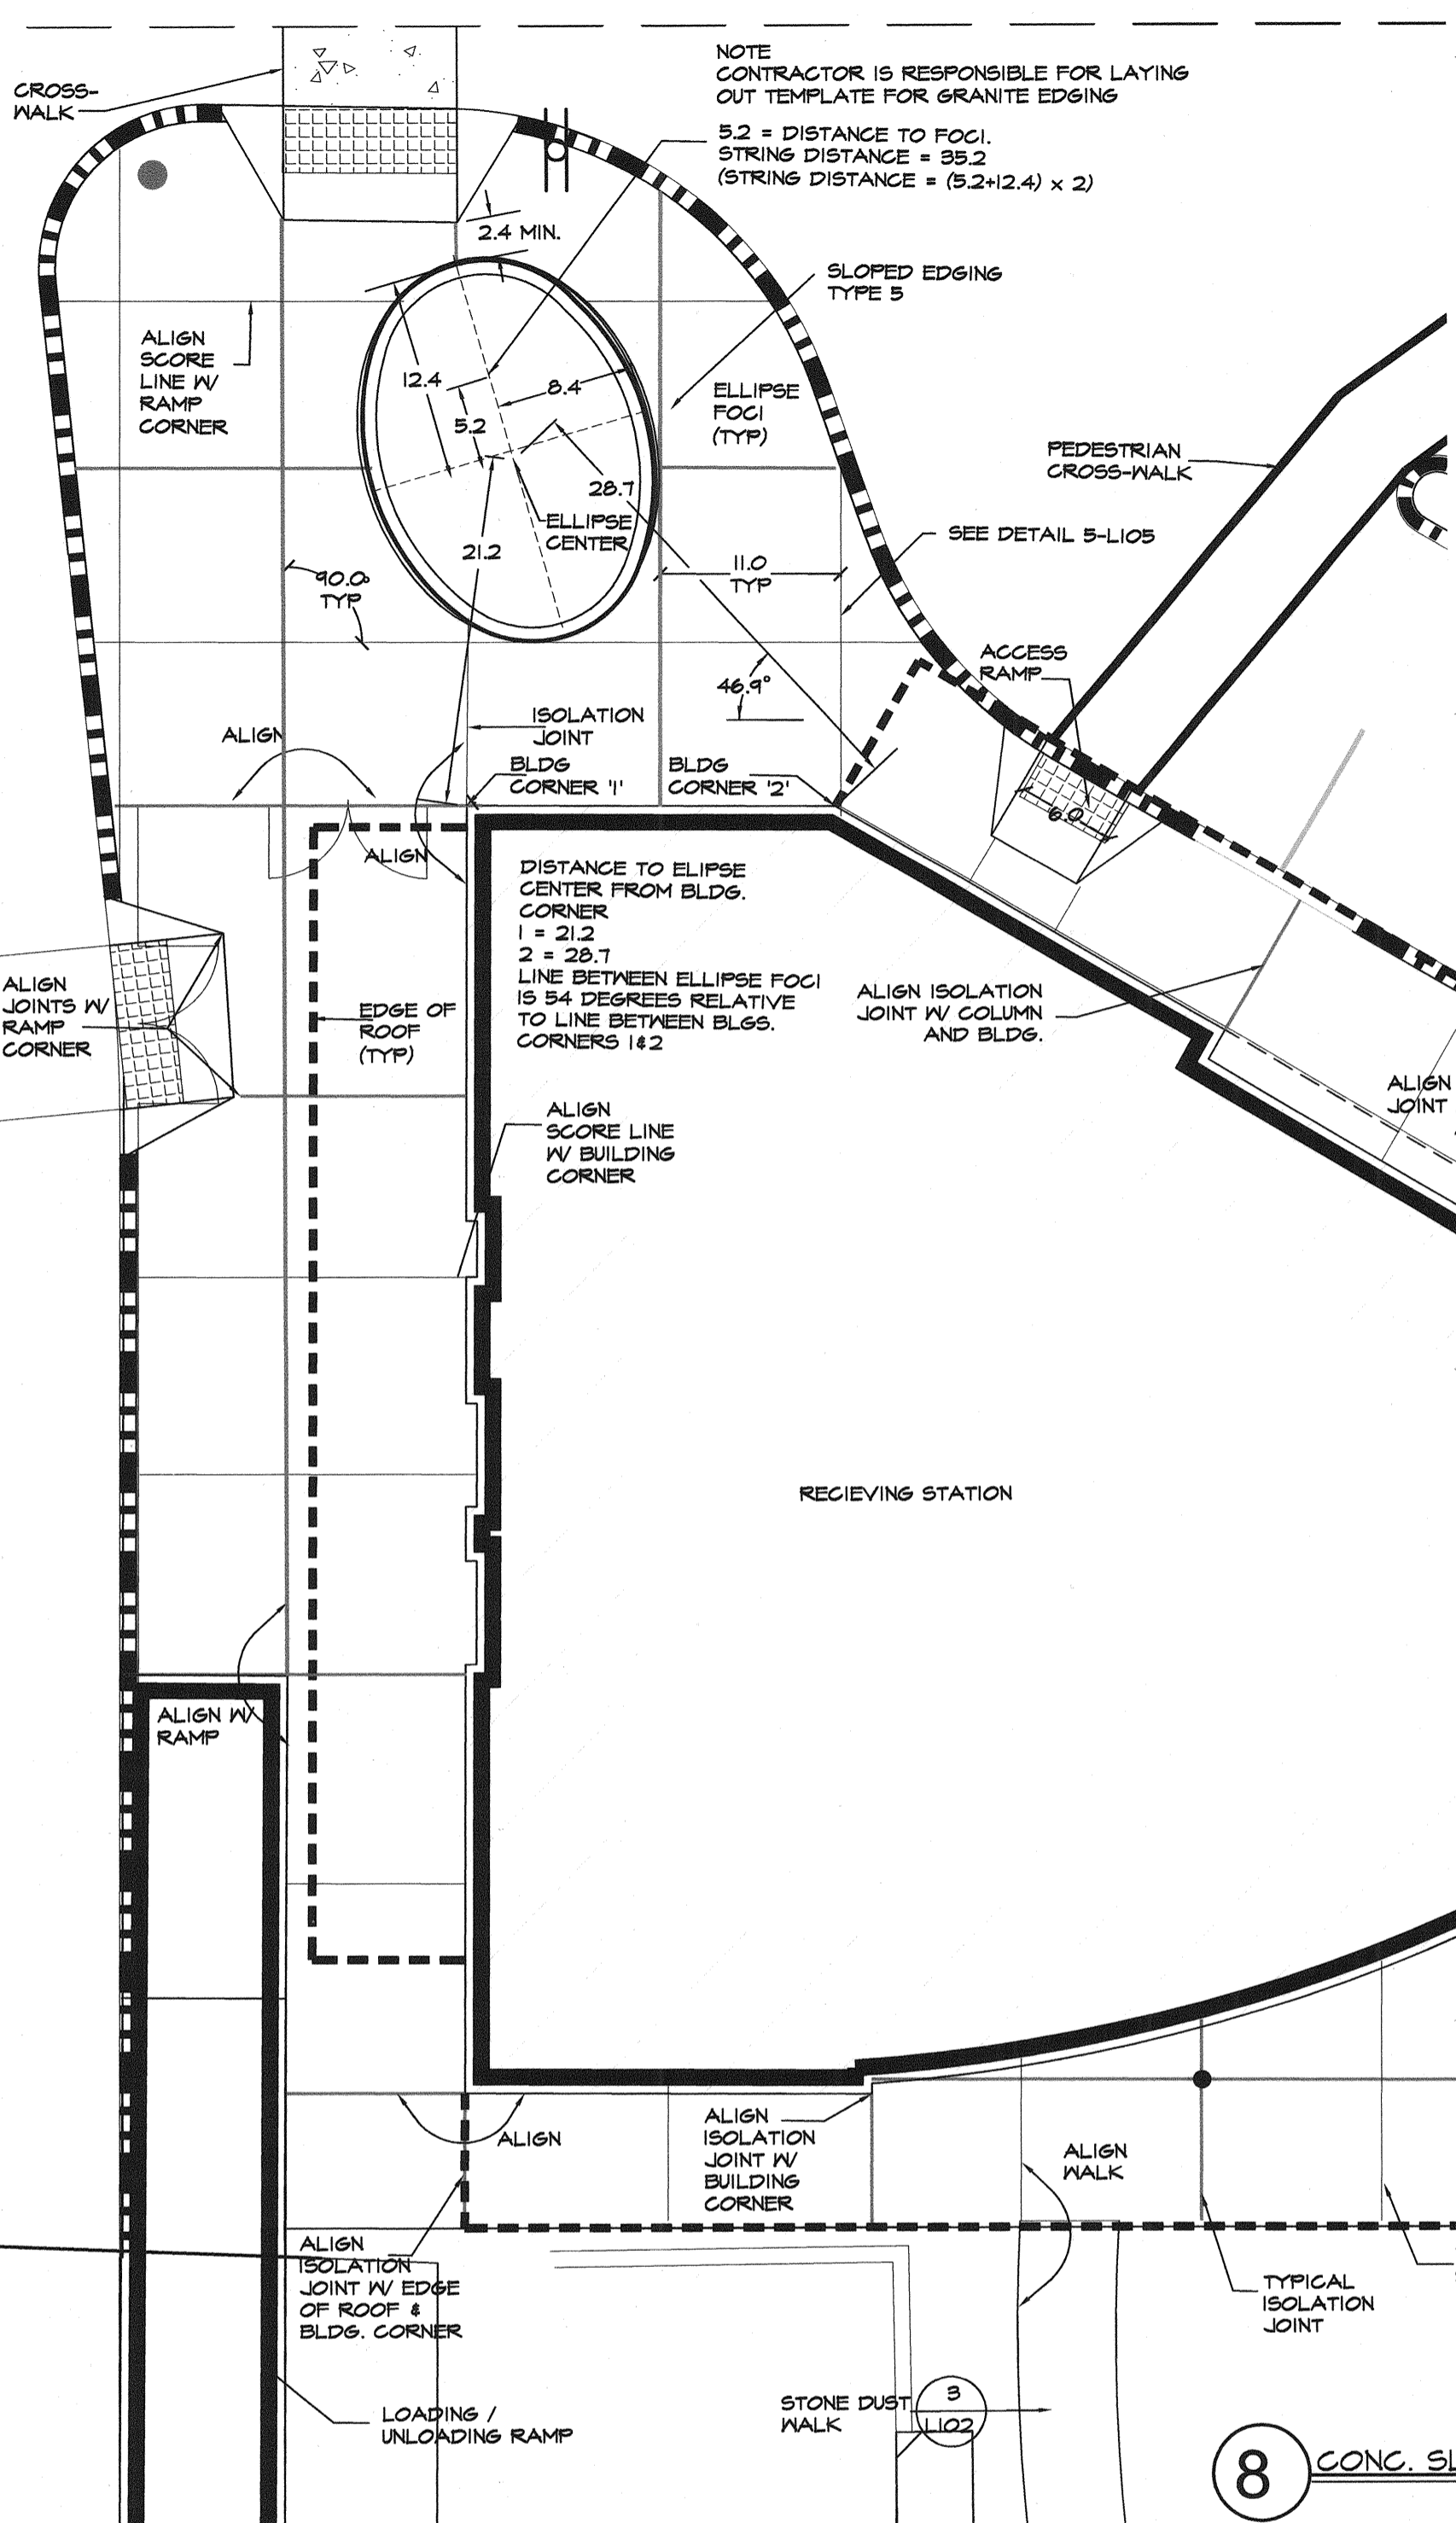 NOTE
CONTRACTOR IS RESPONSIBLE FOR LAYING
OUT TEMPLATE FOR GRANITE EDGING
CROSS-
WALK
5.2 = DISTANCE TO FOCI.
STRING DISTANCE = 35.2
(STRING DISTANCE = (5.2+12.4) x 2)
2.4 MIN.
SLOPED EDGING
TYPE 5
ALIGN
SCORE
LINE W/
RAMP
CORNER
12.4
8.4
5.2
ELLIPSE
FOCI
(TYP)
PEDESTRIAN
CROSS-WALK
28.7
ELLIPSE
CENTER
21.2
SEE DETAIL 5-L105
11.0
TYP
90.0°
TYP
ACCESS
RAMP
46.9°
ISOLATION
JOINT
ALIGN
BLDG
CORNER '1'
BLDG
CORNER '2'
6.0
ALIGN
DISTANCE TO ELIPSE
CENTER FROM BLDG.
CORNER
1 = 21.2
2 = 28.7
LINE BETWEEN ELLIPSE FOCI
IS 54 DEGREES RELATIVE
TO LINE BETWEEN BLGS.
CORNERS 1&2
ALIGN
JOINTS W/
RAMP
CORNER
EDGE OF
ROOF
(TYP)
ALIGN ISOLATION
JOINT W/ COLUMN
AND BLDG.
ALIGN
JOINT
ALIGN
SCORE LINE
W/ BUILDING
CORNER
RECIEVING STATION
ALIGN W/
RAMP
ALIGN
ALIGN
ISOLATION
JOINT W/
BUILDING
CORNER
ALIGN
WALK
ALIGN
ISOLATION
JOINT W/ EDGE
OF ROOF &
BLDG. CORNER
TYPICAL
ISOLATION
JOINT
LOADING /
UNLOADING RAMP
STONE DUST
WALK
3
L102
8
CONC.